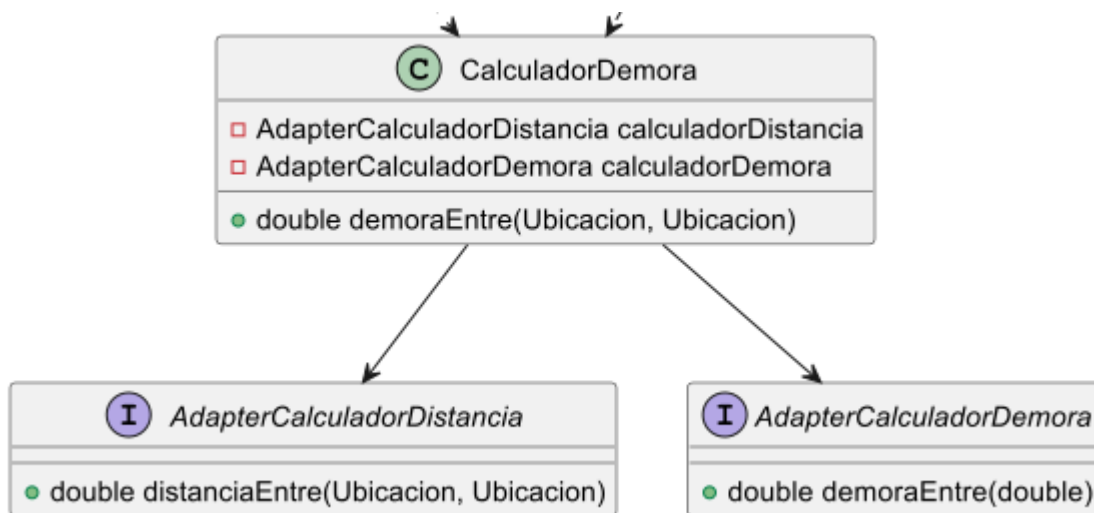 C CalculadorDemora
AdapterCalculadorDistancia calculadorDistancia
AdapterCalculadorDemora calculadorDemora
double demoraEntre(Ubicacion, Ubicacion)
I AdapterCalculadorDistancia
double distanciaEntre(Ubicacion, Ubicacion)
I AdapterCalculadorDemora
double demoraEntre(double)